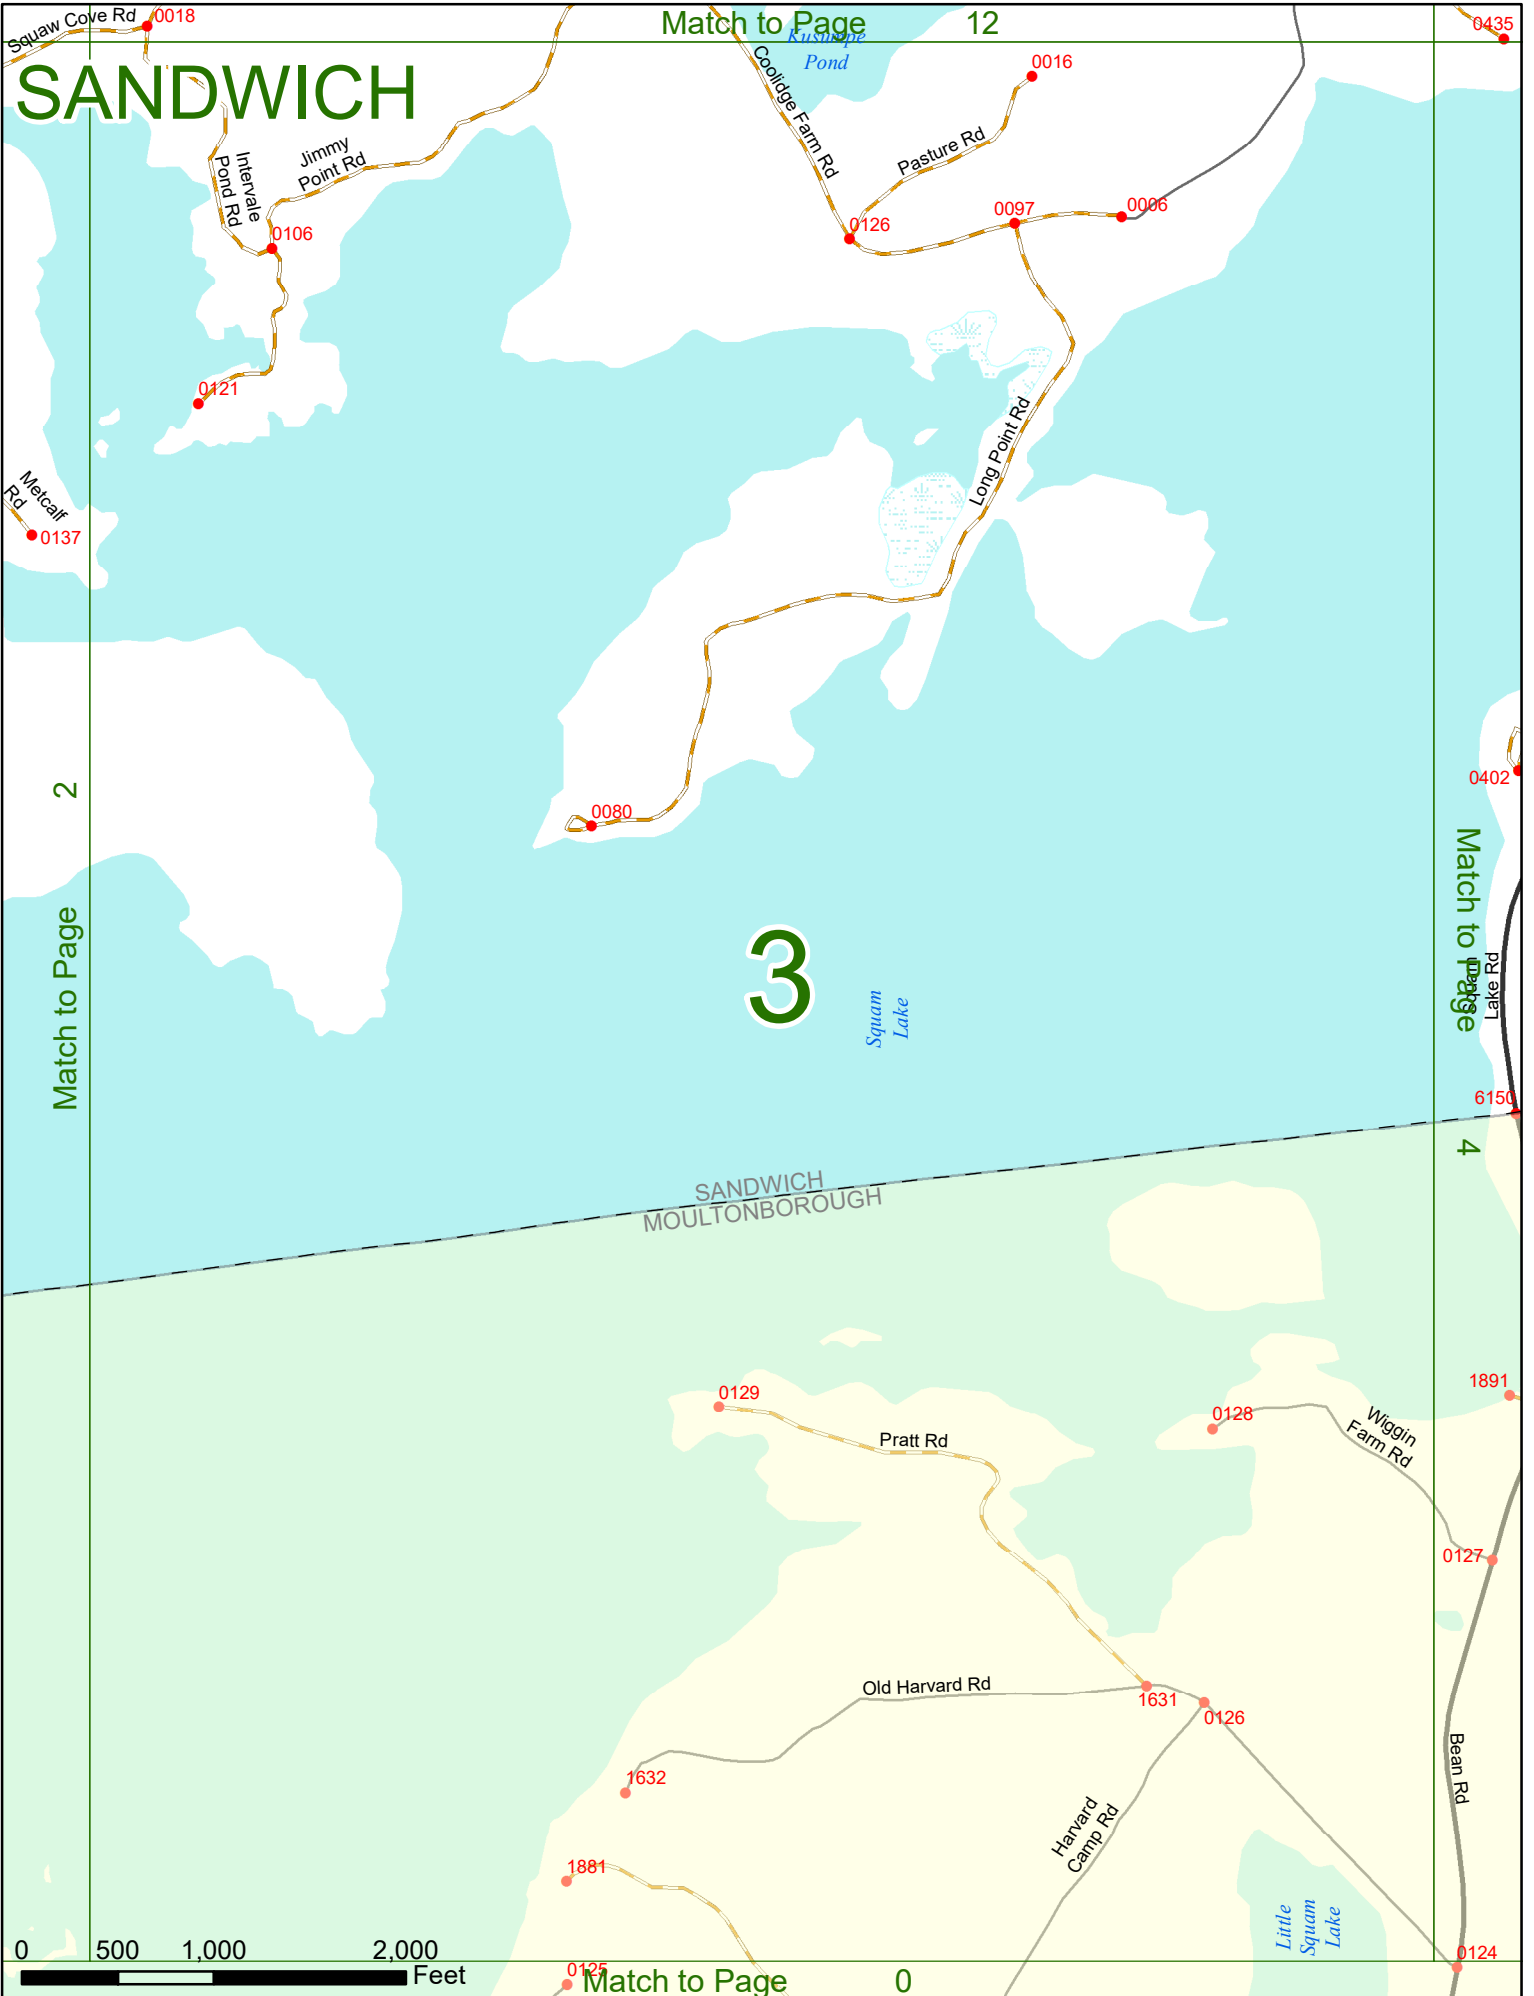 Squaw Cove Rd
0018
Match to Page 12
0435
Kusumpe
Pond
SANDWICH
0016
Coolidge Farm Rd
Pasture Rd
Jimmy
Point Rd
Intervale
Pond Rd
0106
0126
0097
0006
0121
Long Point Rd
Metcalf
Rd
0137
0080
0402
2
Match to Page
3
Squam
Lake
Match to Page
4
Squam
Lake Rd
6150
SANDWICH
MOULTONBOROUGH
0129
Pratt Rd
0128
Wiggin
Farm Rd
1891
0127
Old Harvard Rd
1631
0126
1632
Harvard
Camp Rd
Bean Rd
1881
Little
Squam
Lake
0124
0125
0 500 1,000 2,000
Feet
Match to Page 0